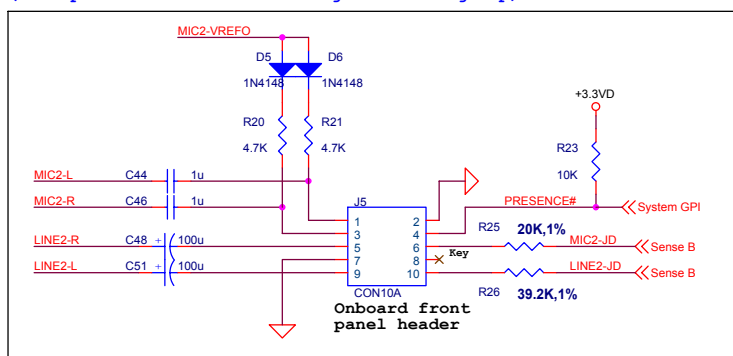 MIC2-VREFO
D5 D6
1N4148 1N4148
+3.3VD
R20 R21
4.7K 4.7K
R23
10K
MIC2-L C44 1u
MIC2-R C46 1u
J5
PRESENCE#
System GPI
1 2
3 4
R25 20K,1%
LINE2-R C48 + 100u
5 6
MIC2-JD
Sense B
7 8
Key
LINE2-L C51 + 100u
9 10
LINE2-JD
Sense B
CON10A
R26 39.2K,1%
Onboard front
panel header